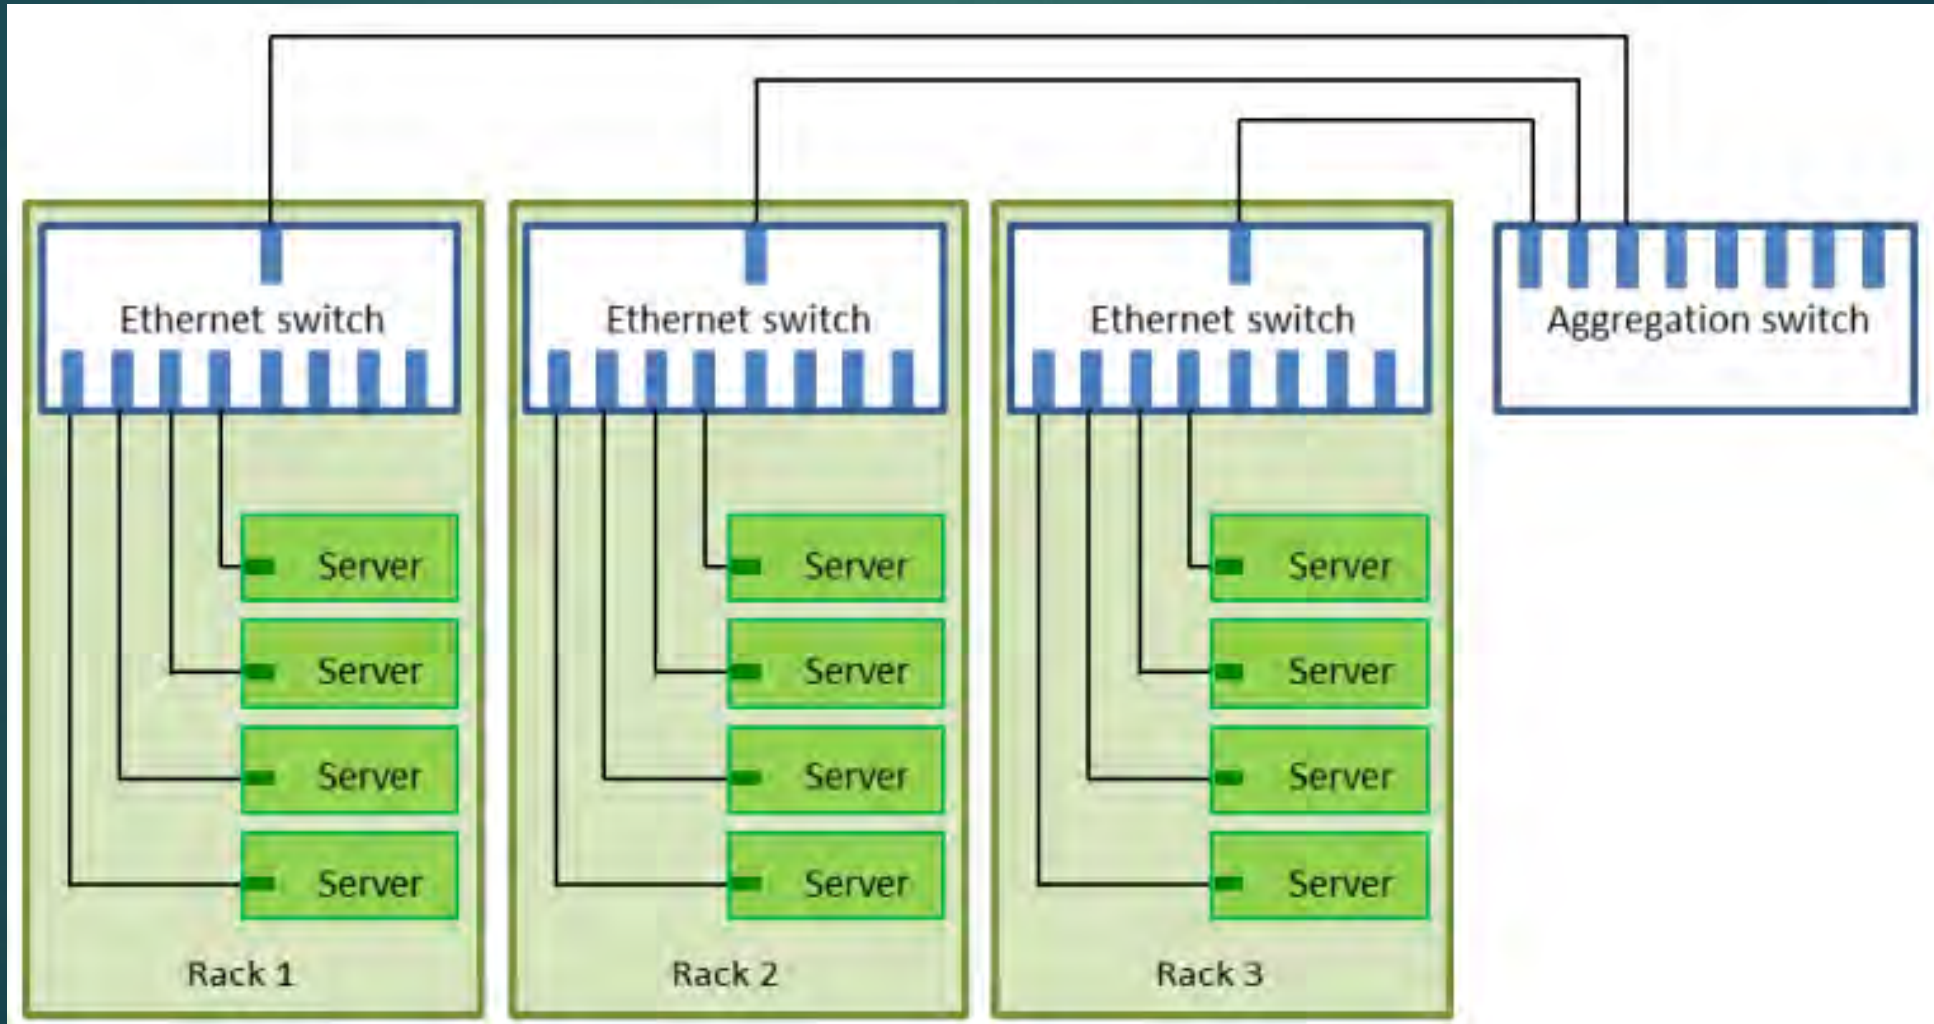 Ethernet switch
Ethernet switch
Ethernet switch
Aggregation switch
Server
Server
Server
Server
Server
Server
Server
Server
Server
Server
Server
Server
Rack 1
Rack 2
Rack 3